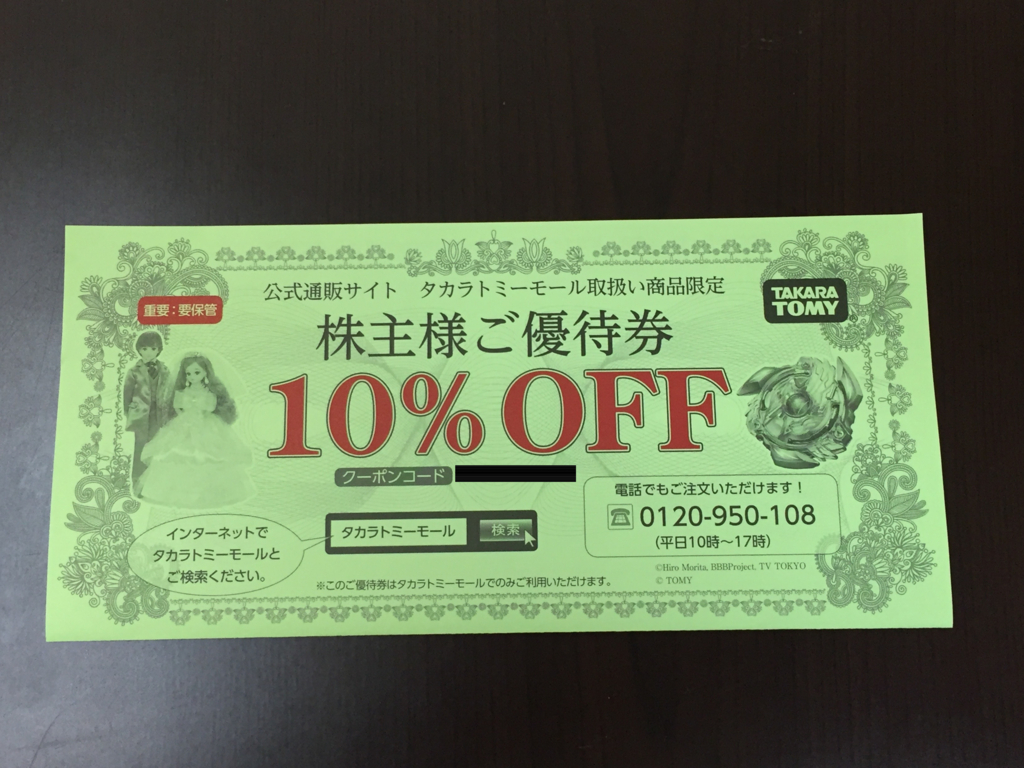 公式通販サイト　タカラトミーモール取扱い商品限定
重要：要保管
TAKARA
TOMY
株主様ご優待券
10%OFF
クーポンコード
電話でもご注文いただけます！
0120-950-108
（平日10時〜17時）
インターネットで
タカラトミーモールと
ご検索ください。
タカラトミーモール
検索
©Hiro Morita, BBBProject, TV TOKYO
© TOMY
※このご優待券はタカラトミーモールでのみご利用いただけます。